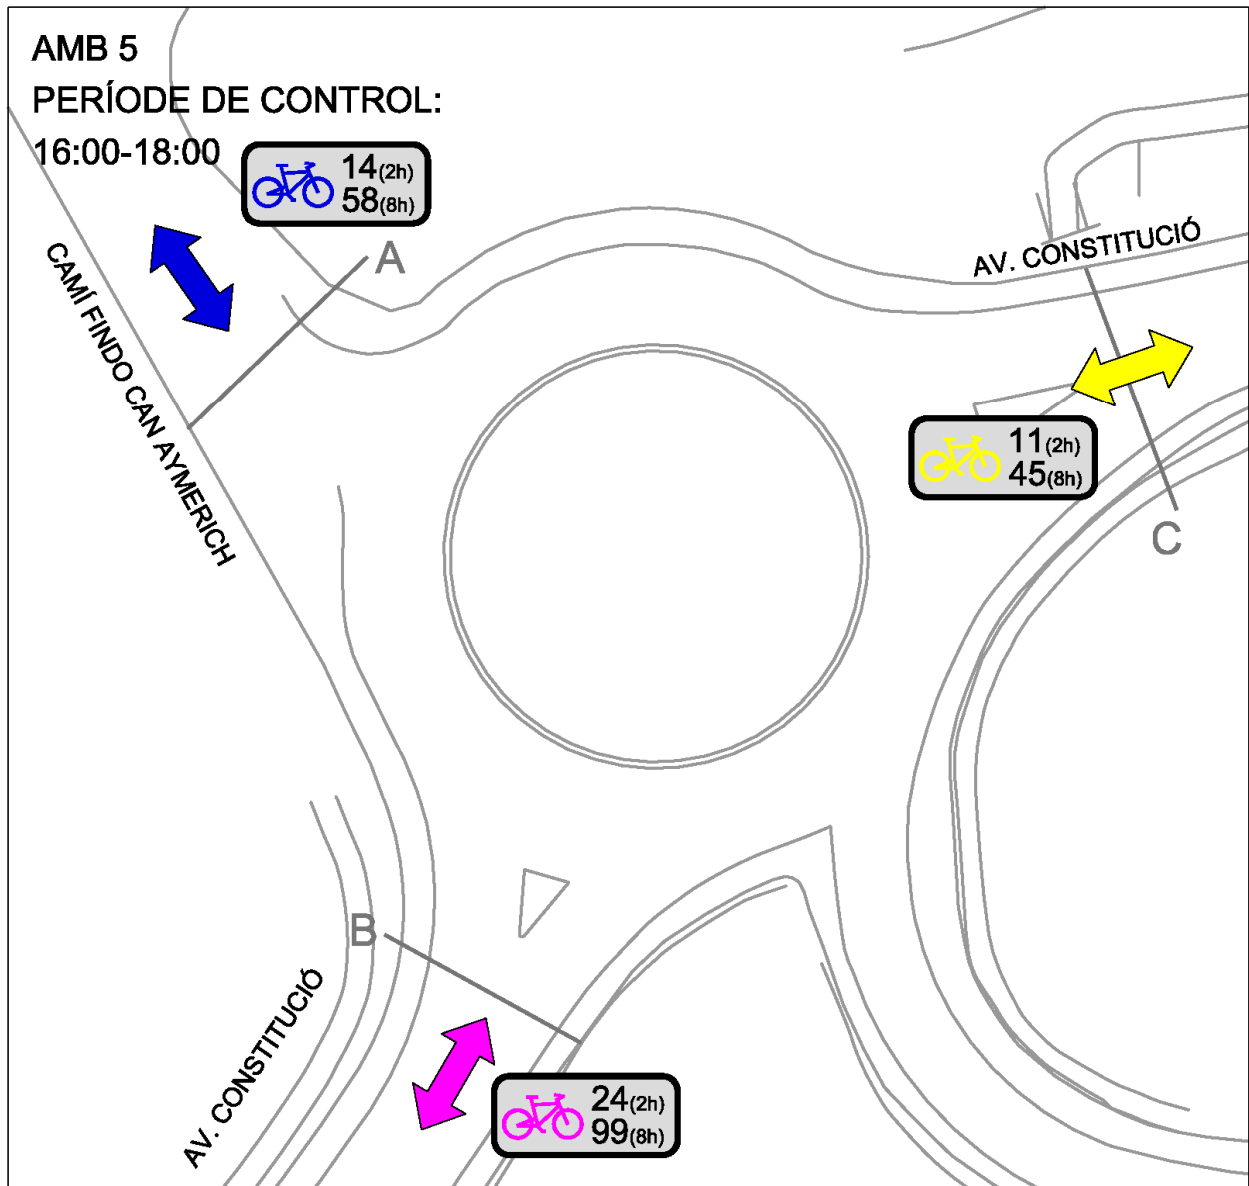 AMB 5
PERÍODE DE CONTROL:
16:00-18:00
14(2h)
58(8h)
A
CAMÍ FINDO CAN AYMERICH
AV. CONSTITUCIÓ
11(2h)
45(8h)
C
B
AV. CONSTITUCIÓ
24(2h)
99(8h)